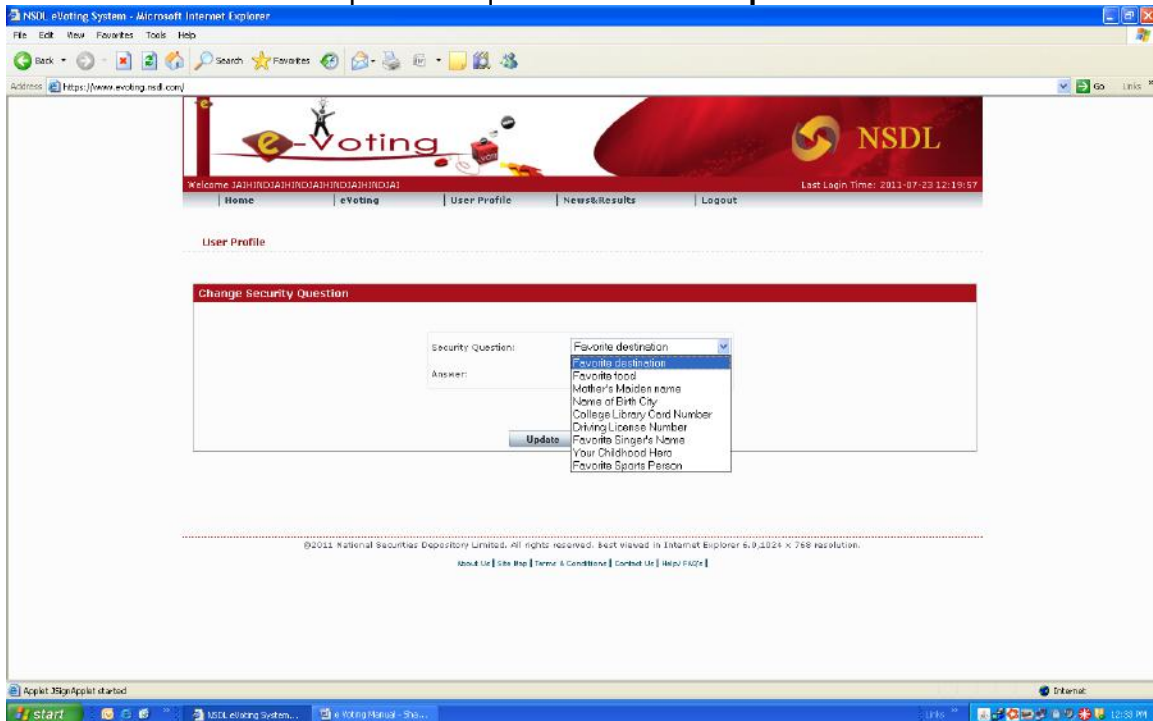 NSDL eVoting System - Microsoft Internet Explorer
File Edit View Favorites Tools Help
Back Search Favorites
Address https://www.evoting.nsdl.com/ Go Links
e-Voting
NSDL
Welcome JAIHINDJAIHINDJAIHINDJAIHINDJAI Last Login Time: 2011-07-23 12:19:57
Home eVoting User Profile News&Results Logout
User Profile
Change Security Question
Security Question: Favorite destination
Favorite destination
Answer:
Favorite food
Mother's Maiden name
Name of Birth City
College Library Card Number
Driving License Number
Update
Favorite Singer's Name
Your Childhood Hero
Favorite Sports Person
©2011 National Securities Depository Limited. All rights reserved. Best viewed in Internet Explorer 6.0,1024 x 768 resolution.
About Us | Site Map | Terms & Conditions | Contact Us | Help/ FAQ's |
Applet JSignApplet started Internet
start NSDL eVoting System... e Voting Manual - Sha... Links 12:33 PM